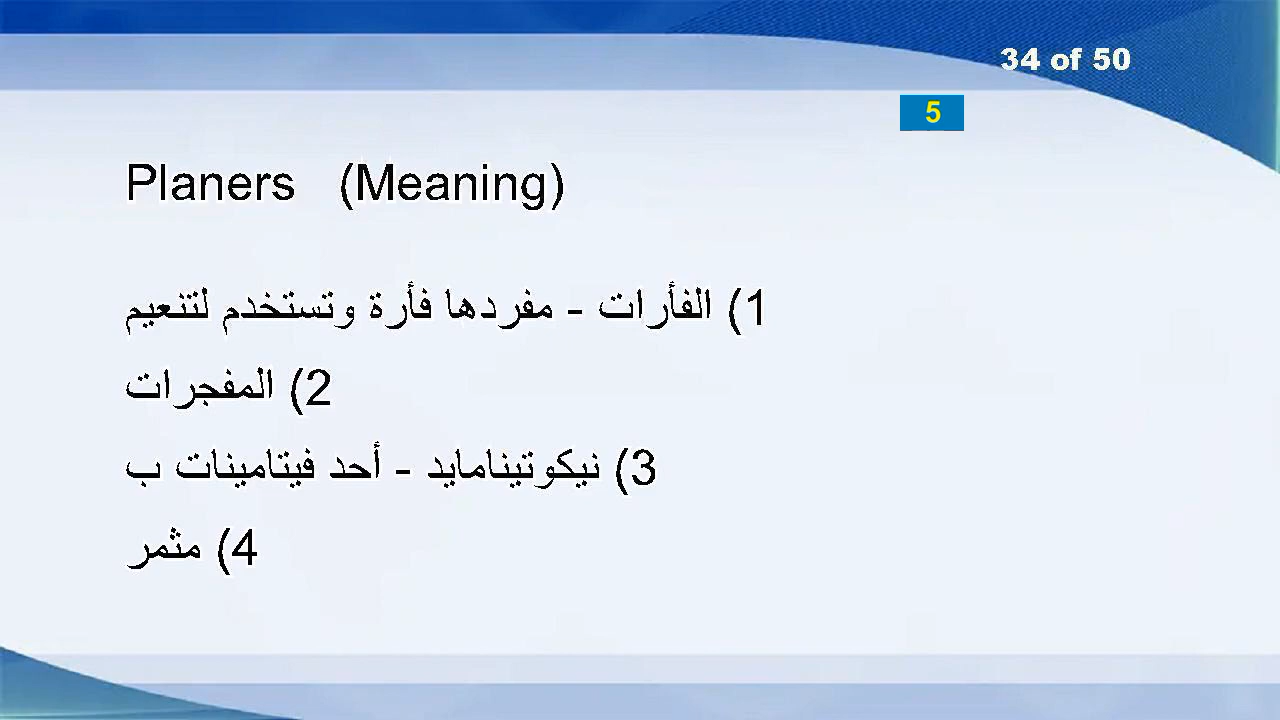 34 of 50
5
Planers (Meaning)
1) الفأرات - مفردها فأرة وتستخدم لتنعيم
2) المفجرات
3) نيكوتينامايد - أحد فيتامينات ب
4) مثمر